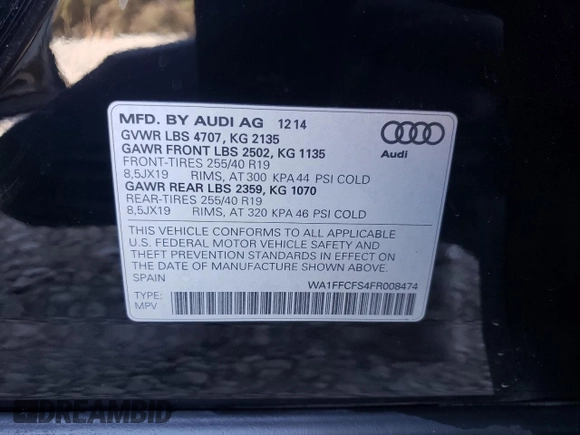 MFD. BY AUDI AG 12 14
GVWR LBS 4707, KG 2135
GAWR FRONT LBS 2502, KG 1135
FRONT-TIRES 255/40 R19
8,5JX19 RIMS, AT 300 KPA 44 PSI COLD
GAWR REAR LBS 2359, KG 1070
REAR-TIRES 255/40 R19
8,5JX19 RIMS, AT 320 KPA 46 PSI COLD
Audi
THIS VEHICLE CONFORMS TO ALL APPLICABLE
U.S. FEDERAL MOTOR VEHICLE SAFETY AND
THEFT PREVENTION STANDARDS IN EFFECT ON
THE DATE OF MANUFACTURE SHOWN ABOVE.
SPAIN
WA1FFCFS4FR008474
TYPE:
MPV
DREAMBID